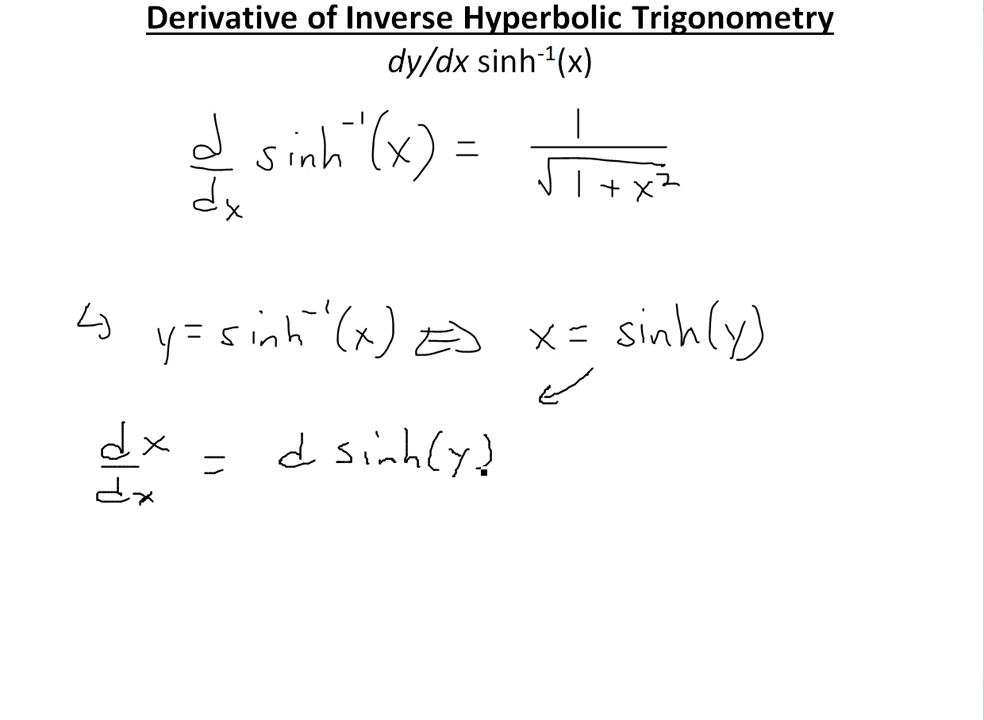 Derivative of Inverse Hyperbolic Trigonometry
dy/dx sinh⁻¹(x)
d/dx sinh⁻¹(x) = 1/√(1 + x²)
↳ y = sinh⁻¹(x) ⇔ x = sinh(y)
↙
dx/dx = d sinh(y)